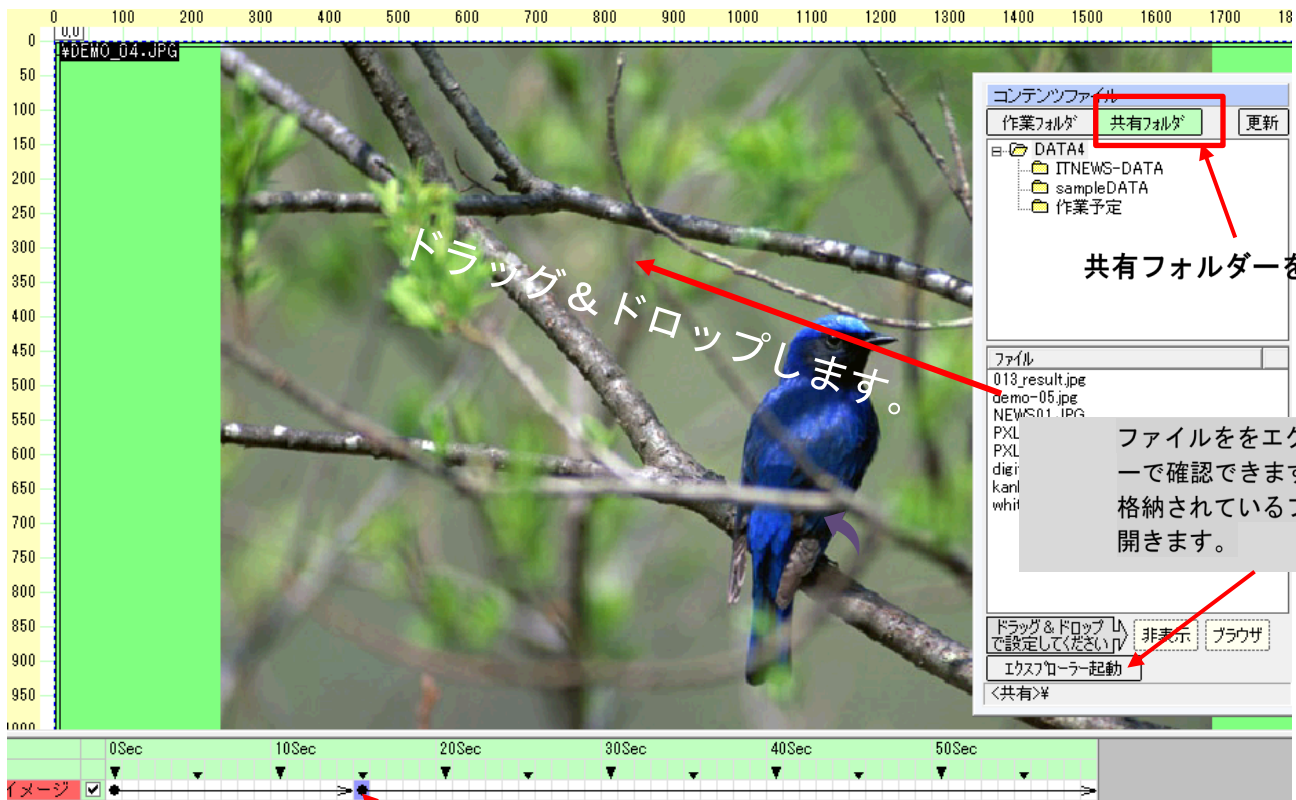 0 100 200 300 400 500 600 700 800 900 1000 1100 1200 1300 1400 1500 1600 1700 18
0,0
¥DEMO_04.JPG
0
50
100
150
200
250
300
350
400
450
500
550
600
650
700
750
800
850
900
950
1000
ドラッグ＆ドロップします。
コンテンツファイル
作業フォルダ 共有フォルダ 更新
DATA4
ITNEWS-DATA
sampleDATA
作業予定
共有フォルダーを
ファイル
013_result.jpg
demo-05.jpg
NEWS01.JPG
PXL
PXL
digi
kan
whit
ファイルををエク
ーで確認できます
格納されているフ
開きます。
ドラッグ＆ドロップ
で設定してください
非表示 ブラウザ
エクスプローラー起動
<共有>¥
0Sec 10Sec 20Sec 30Sec 40Sec 50Sec
イメージ